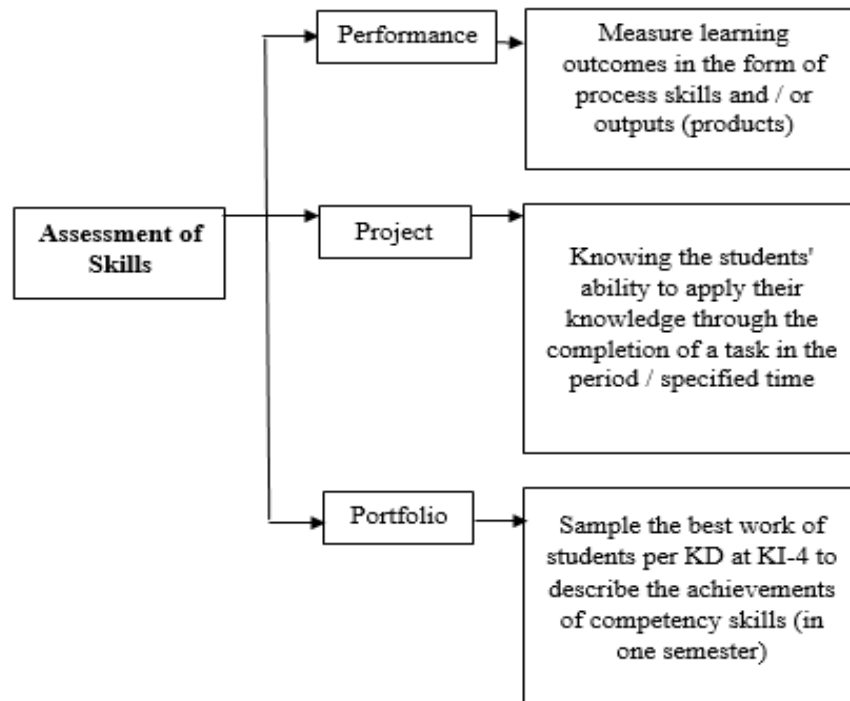 Performance
Measure learning
outcomes in the form of
process skills and / or
outputs (products)
Assessment of
Skills
Project
Knowing the students'
ability to apply their
knowledge through the
completion of a task in the
period / specified time
Portfolio
Sample the best work of
students per KD at KI-4 to
describe the achievements
of competency skills (in
one semester)